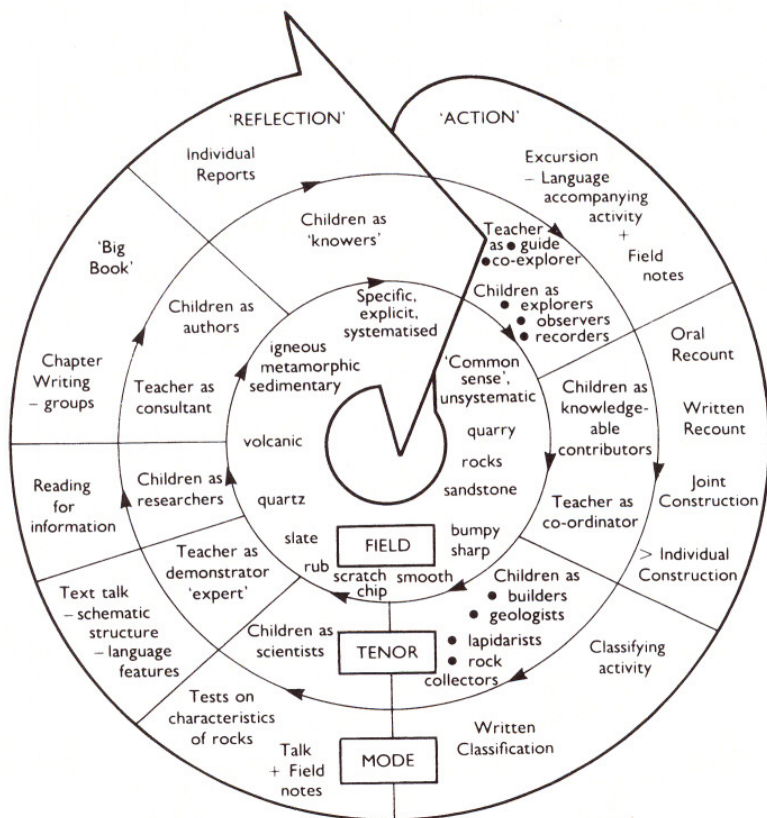 'REFLECTION'
'ACTION'
Individual
Reports
Excursion
– Language
accompanying
activity
+
Field
notes
Children as
'knowers'
Teacher
as ● guide
● co-explorer
'Big
Book'
Children as
● explorers
● observers
● recorders
Specific,
explicit,
systematised
Children as
authors
Oral
Recount
igneous
metamorphic
sedimentary
'Common
sense',
unsystematic
Chapter
Writing
– groups
Teacher as
consultant
Children as
knowledge-
able
contributors
Written
Recount
volcanic
quarry
rocks
sandstone
Reading
for
information
Children as
researchers
Joint
Construction
quartz
Teacher as
co-ordinator
slate
FIELD
bumpy
sharp
> Individual
Construction
Teacher as
demonstrator
'expert'
rub
scratch
chip
smooth
Children as
● builders
● geologists
Text talk
– schematic
structure
– language
features
Children as
scientists
TENOR
● lapidarists
● rock
collectors
Classifying
activity
Tests on
characteristics
of rocks
Written
Classification
Talk
+ Field
notes
MODE